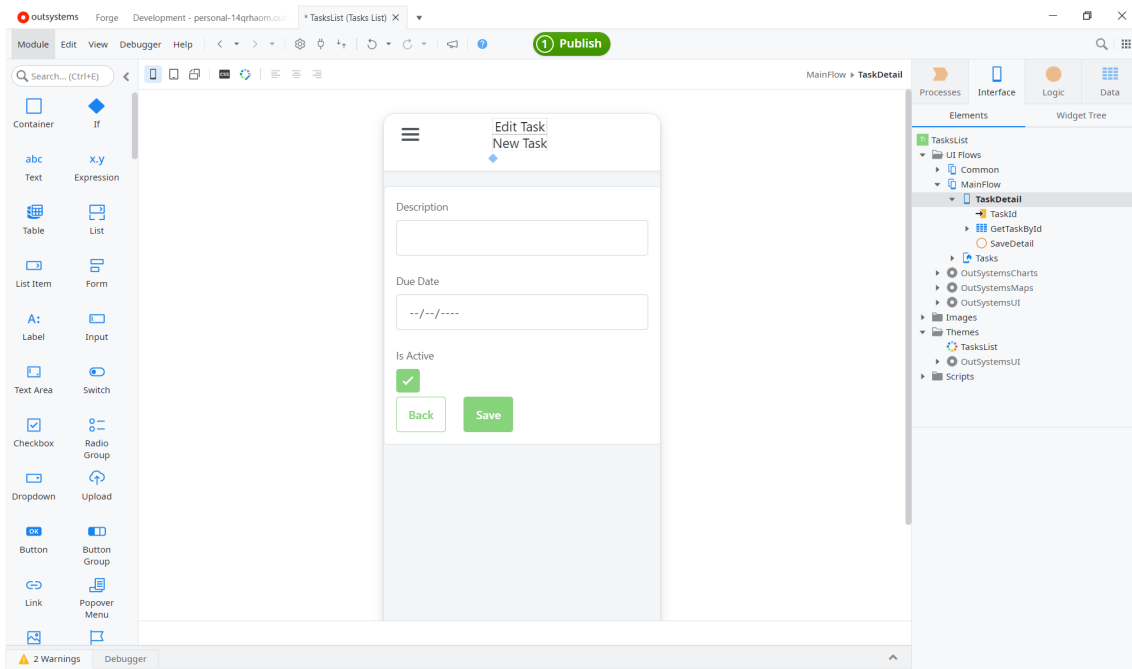 outsystems Forge Development - personal-14qrhaom.out * TasksList (Tasks List)
Module Edit View Debugger Help 1 Publish
Search... (Ctrl+E)
css
MainFlow TaskDetail
Processes Interface Logic Data
Elements Widget Tree
Container If
abc x.y
Text Expression
Table List
List Item Form
A:
Label Input
Text Area Switch
Checkbox Radio
Group
Dropdown Upload
OK
Button Button
Group
Link Popover
Menu
Edit Task
New Task
Description
Due Date
--/--/----
Is Active
Back Save
TasksList
UI Flows
Common
MainFlow
TaskDetail
TaskId
GetTaskById
SaveDetail
Tasks
OutSystemsCharts
OutSystemsMaps
OutSystemsUI
Images
Themes
TasksList
OutSystemsUI
Scripts
2 Warnings Debugger